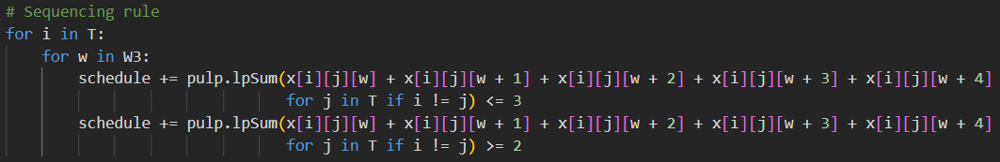 # Sequencing rule
for i in T:
for w in W3:
schedule += pulp.lpSum(x[i][j][w] + x[i][j][w + 1] + x[i][j][w + 2] + x[i][j][w + 3] + x[i][j][w + 4]
for j in T if i != j) <= 3
schedule += pulp.lpSum(x[i][j][w] + x[i][j][w + 1] + x[i][j][w + 2] + x[i][j][w + 3] + x[i][j][w + 4]
for j in T if i != j) >= 2